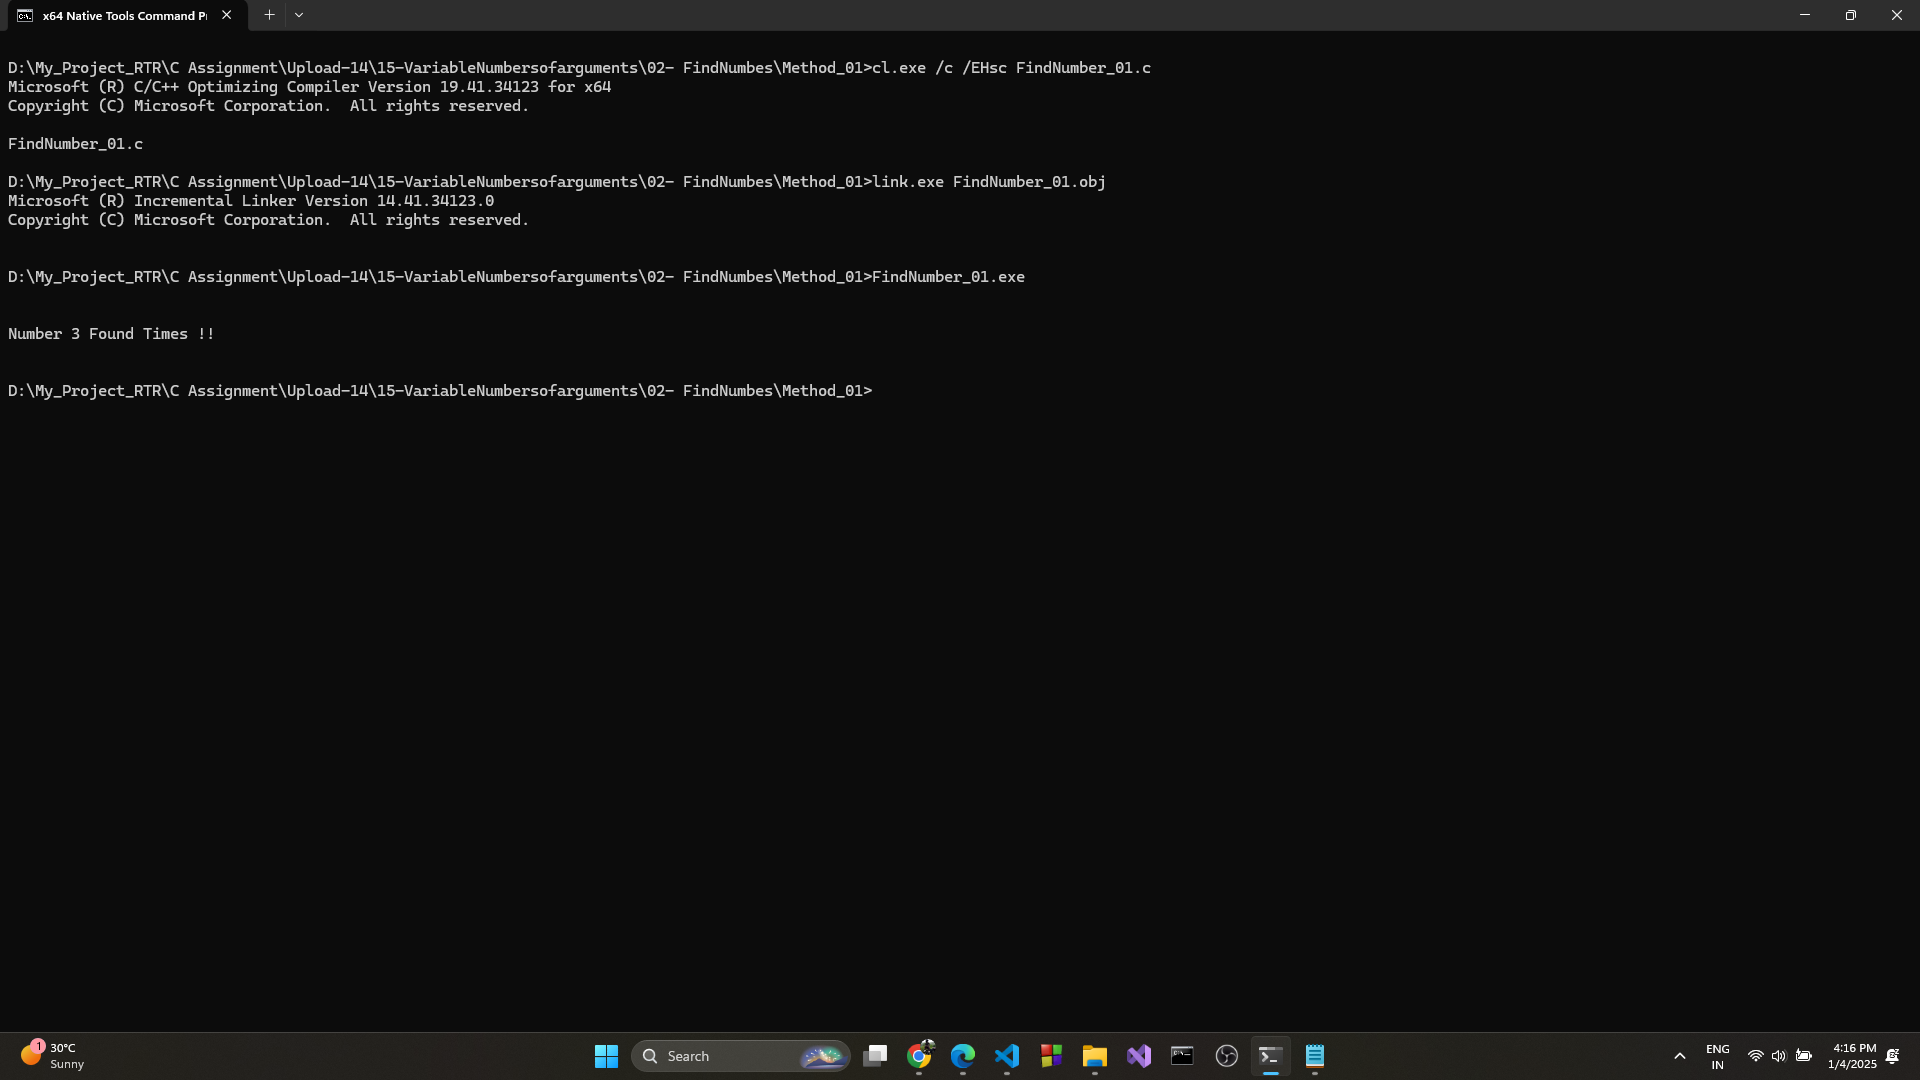 x64 Native Tools Command P
D:\My_Project_RTR\C Assignment\Upload-14\15-VariableNumbersofarguments\02- FindNumbes\Method_01>cl.exe /c /EHsc FindNumber_01.c
Microsoft (R) C/C++ Optimizing Compiler Version 19.41.34123 for x64
Copyright (C) Microsoft Corporation.  All rights reserved.
FindNumber_01.c
D:\My_Project_RTR\C Assignment\Upload-14\15-VariableNumbersofarguments\02- FindNumbes\Method_01>link.exe FindNumber_01.obj
Microsoft (R) Incremental Linker Version 14.41.34123.0
Copyright (C) Microsoft Corporation.  All rights reserved.
D:\My_Project_RTR\C Assignment\Upload-14\15-VariableNumbersofarguments\02- FindNumbes\Method_01>FindNumber_01.exe
Number 3 Found Times !!
D:\My_Project_RTR\C Assignment\Upload-14\15-VariableNumbersofarguments\02- FindNumbes\Method_01>
1
30°C
Sunny
Search
ENG
IN
4:16 PM
1/4/2025